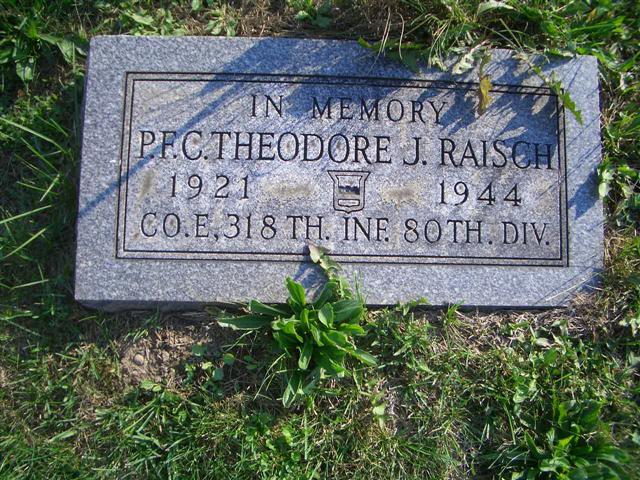 IN MEMORY
P.F.C. THEODORE J. RAISCH
1921 1944
CO.E, 318 TH. INF. 80TH. DIV.